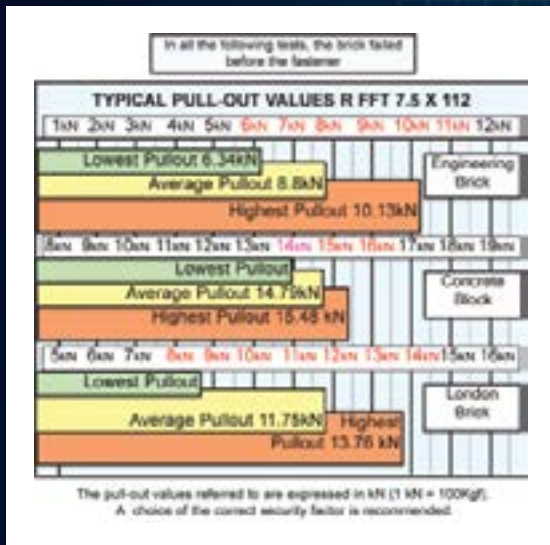 In all the following tests, the brick failed
before the fastener
TYPICAL PULL-OUT VALUES R FFT 7.5 X 112
1kN 2kN 3kN 4kN 5kN 6kN 7kN 8kN 9kN 10kN 11kN 12kN
Lowest Pullout 6.34kN
Average Pullout 8.8kN
Highest Pullout 10.13kN
Engineering
Brick
8kN 9kN 10kN 11kN 12kN 13kN 14kN 15kN 16kN 17kN 18kN 19kN
Lowest Pullout
Average Pullout 14.79kN
Highest Pullout 15.48 kN
Concrete
Block
5kN 6kN 7kN 8kN 9kN 10kN 11kN 12kN 13kN 14kN 15kN 16kN
Lowest Pullout
Average Pullout 11.75kN
Highest
Pullout 13.76 kN
London
Brick
The pull-out values referred to are expressed in kN (1 kN = 100Kgf).
A choice of the correct security factor is recommended.